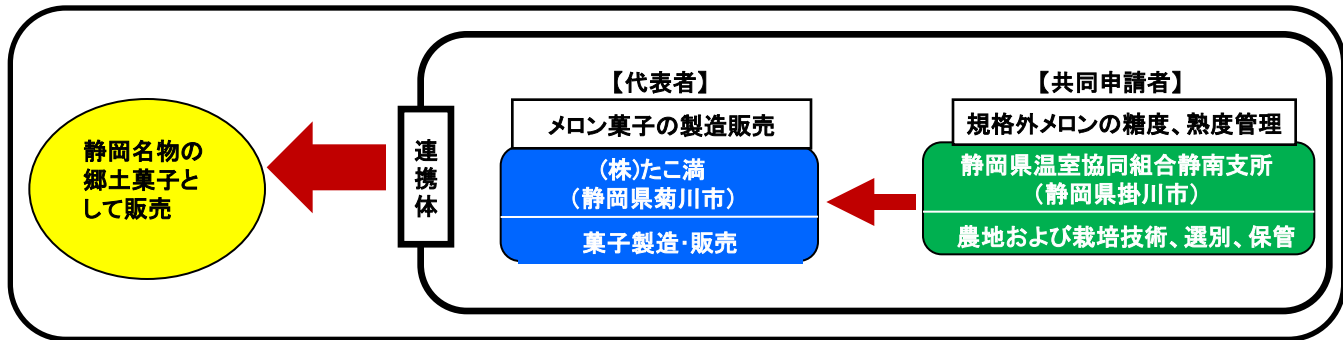 静岡名物の
郷土菓子と
して販売
連携体
【代表者】
メロン菓子の製造販売
(株)たこ満
(静岡県菊川市)
菓子製造・販売
【共同申請者】
規格外メロンの糖度、熟度管理
静岡県温室協同組合静南支所
(静岡県掛川市)
農地および栽培技術、選別、保管